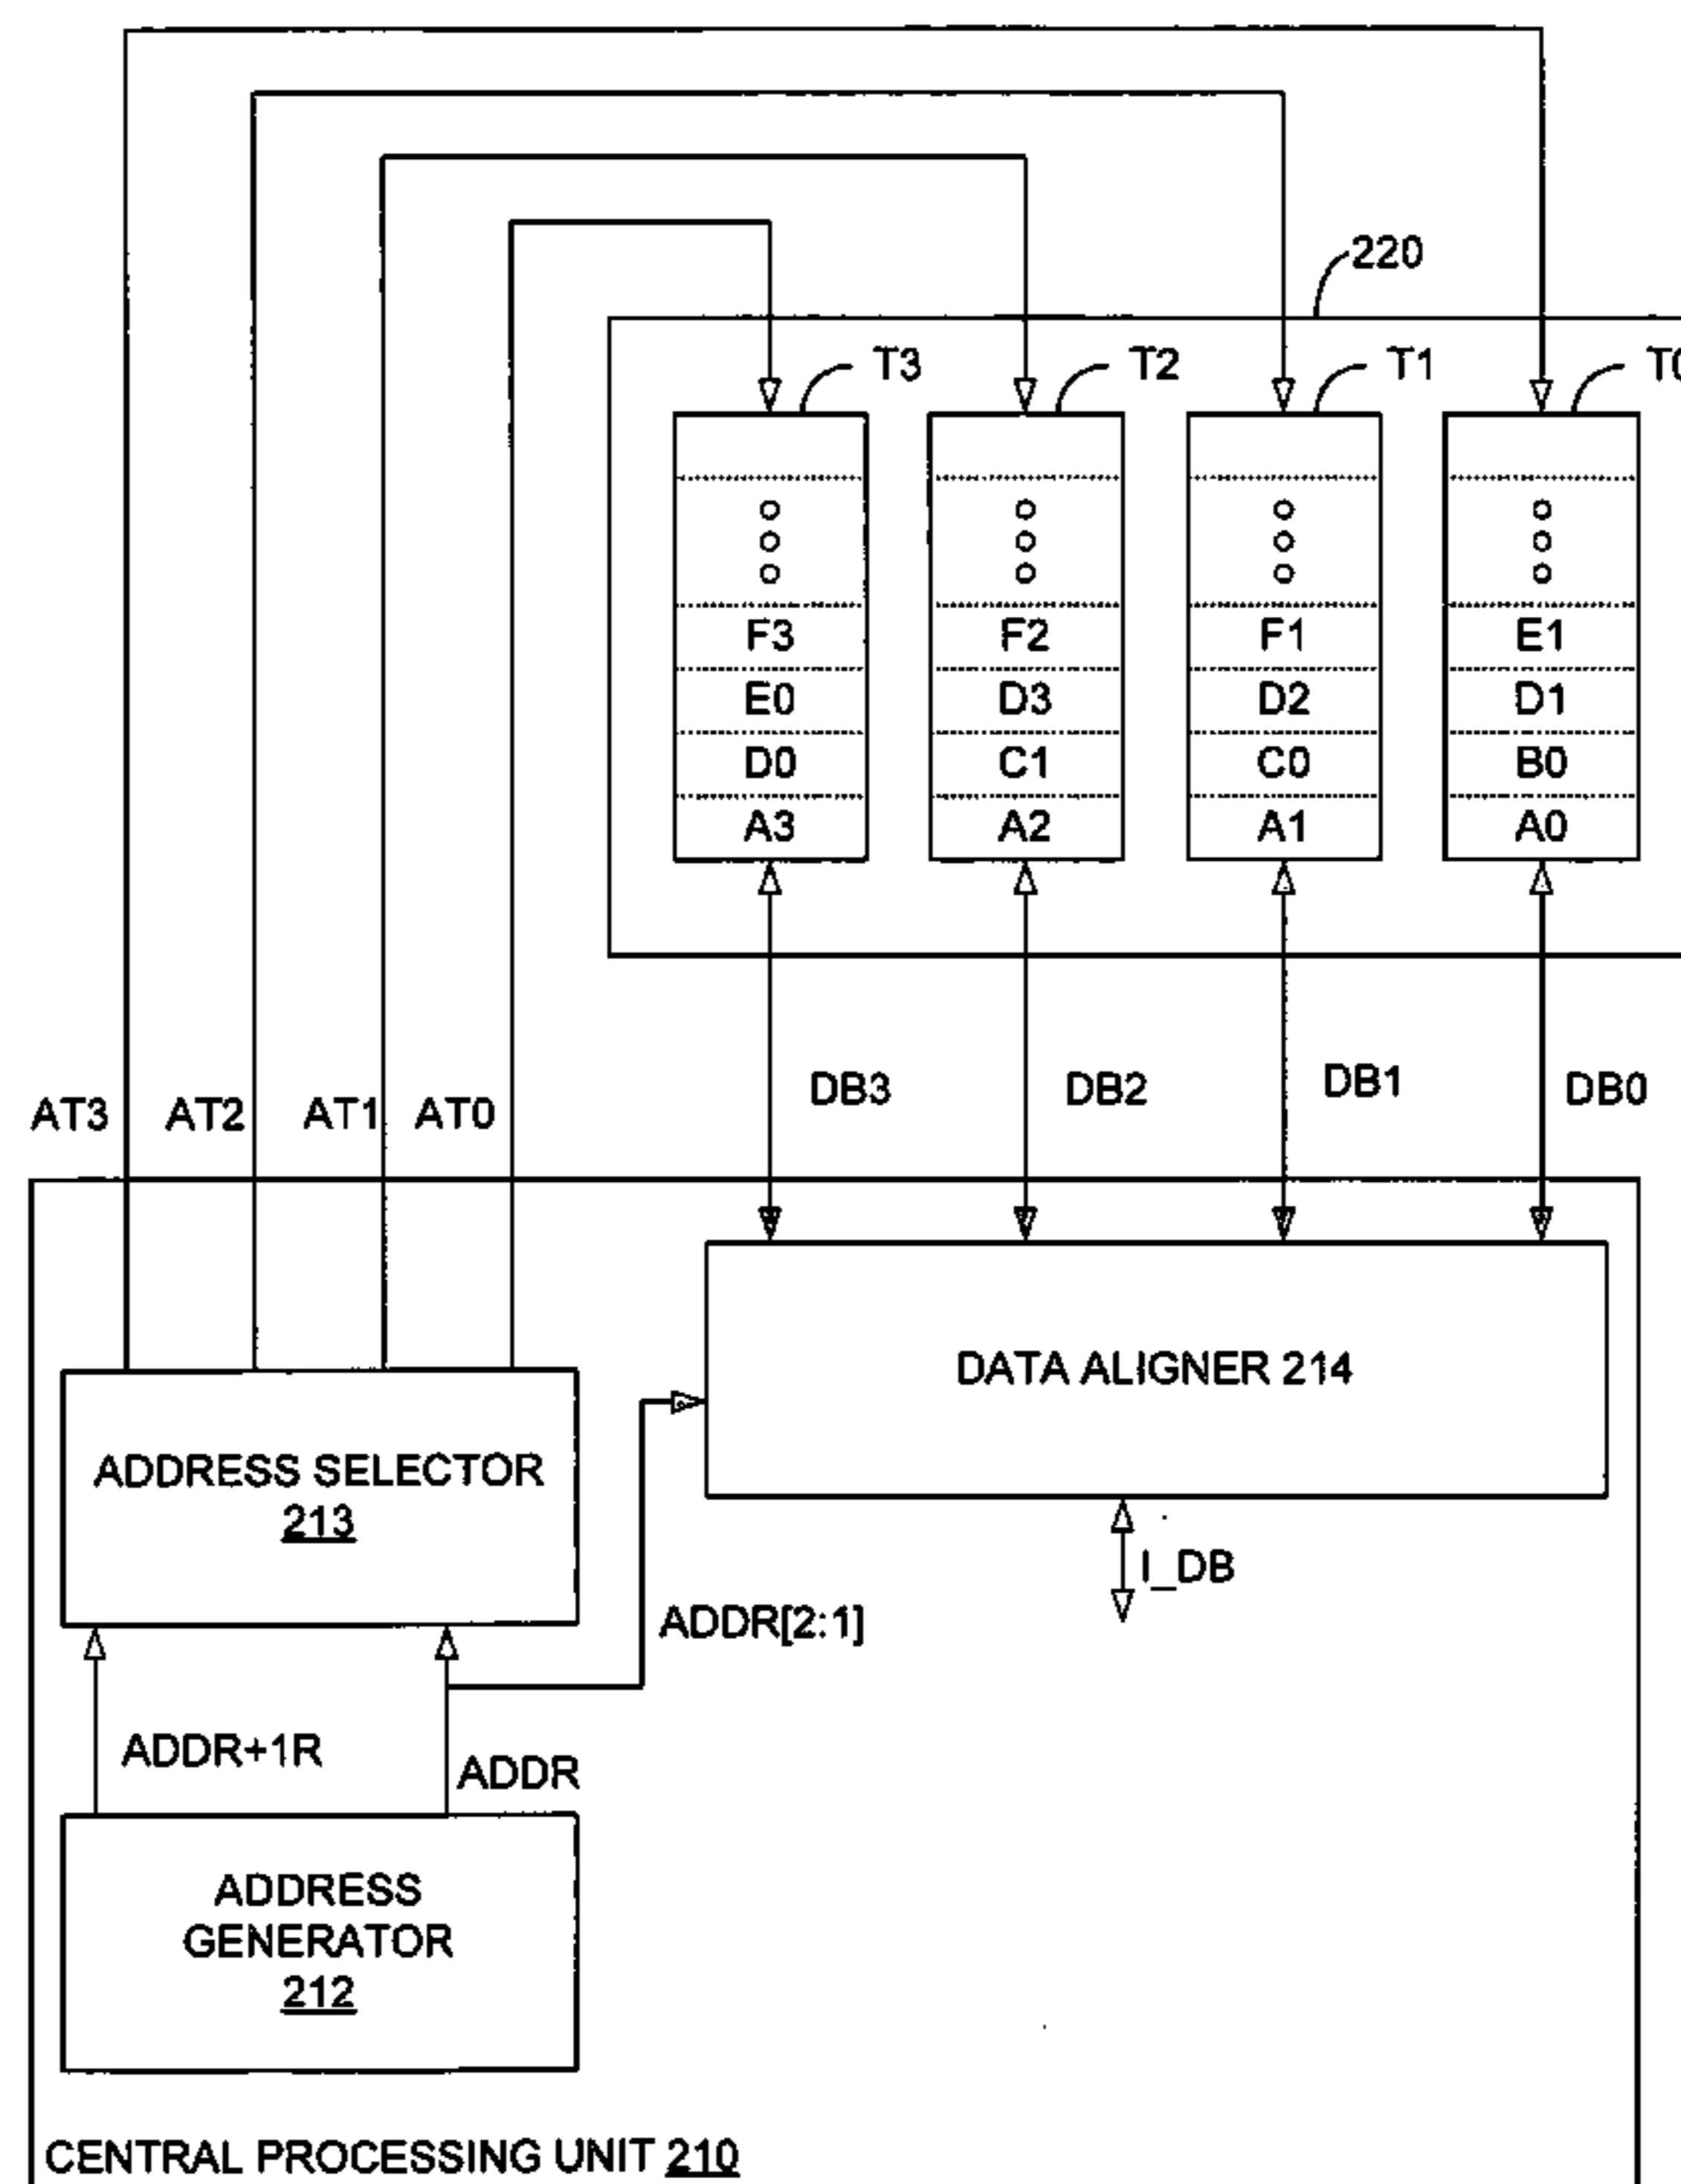 220
T3 T2 T1 T0
F3 F2 F1 E1
E0 D3 D2 D1
D0 C1 C0 B0
A3 A2 A1 A0
DB3 DB2 DB1 DB0
AT3 AT2 AT1 AT0
DATA ALIGNER 214
ADDRESS SELECTOR
213
I_DB
ADDR[2:1]
ADDR+1R
ADDR
ADDRESS
GENERATOR
212
CENTRAL PROCESSING UNIT 210